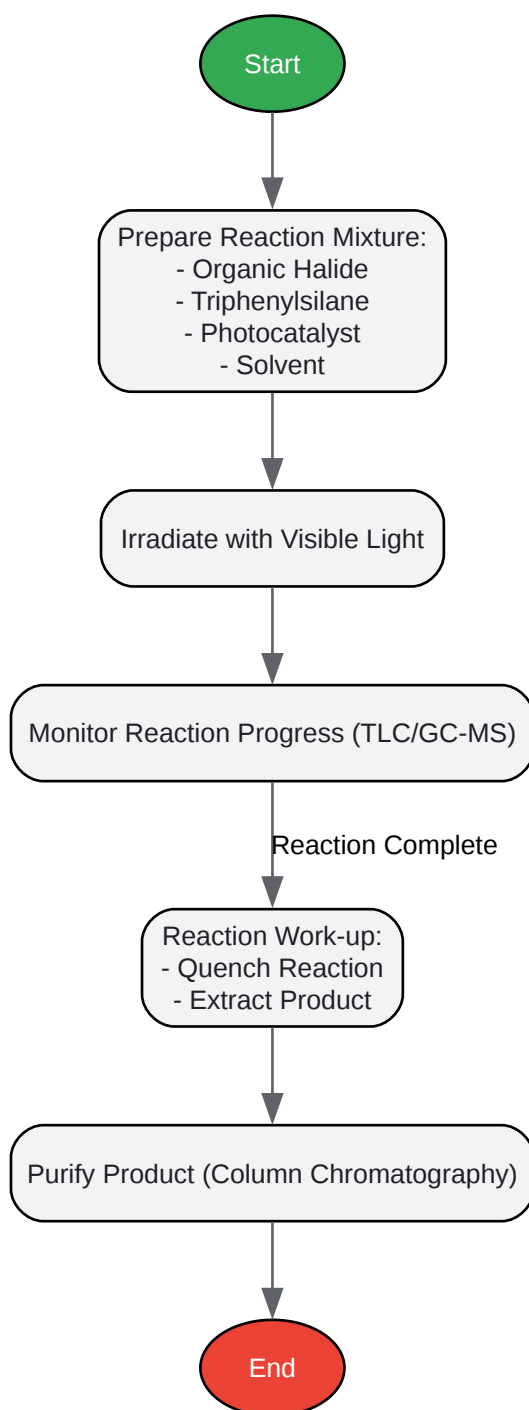 Start
Prepare Reaction Mixture:
- Organic Halide
- Triphenylsilane
- Photocatalyst
- Solvent
Irradiate with Visible Light
Monitor Reaction Progress (TLC/GC-MS)
Reaction Complete
Reaction Work-up:
- Quench Reaction
- Extract Product
Purify Product (Column Chromatography)
End